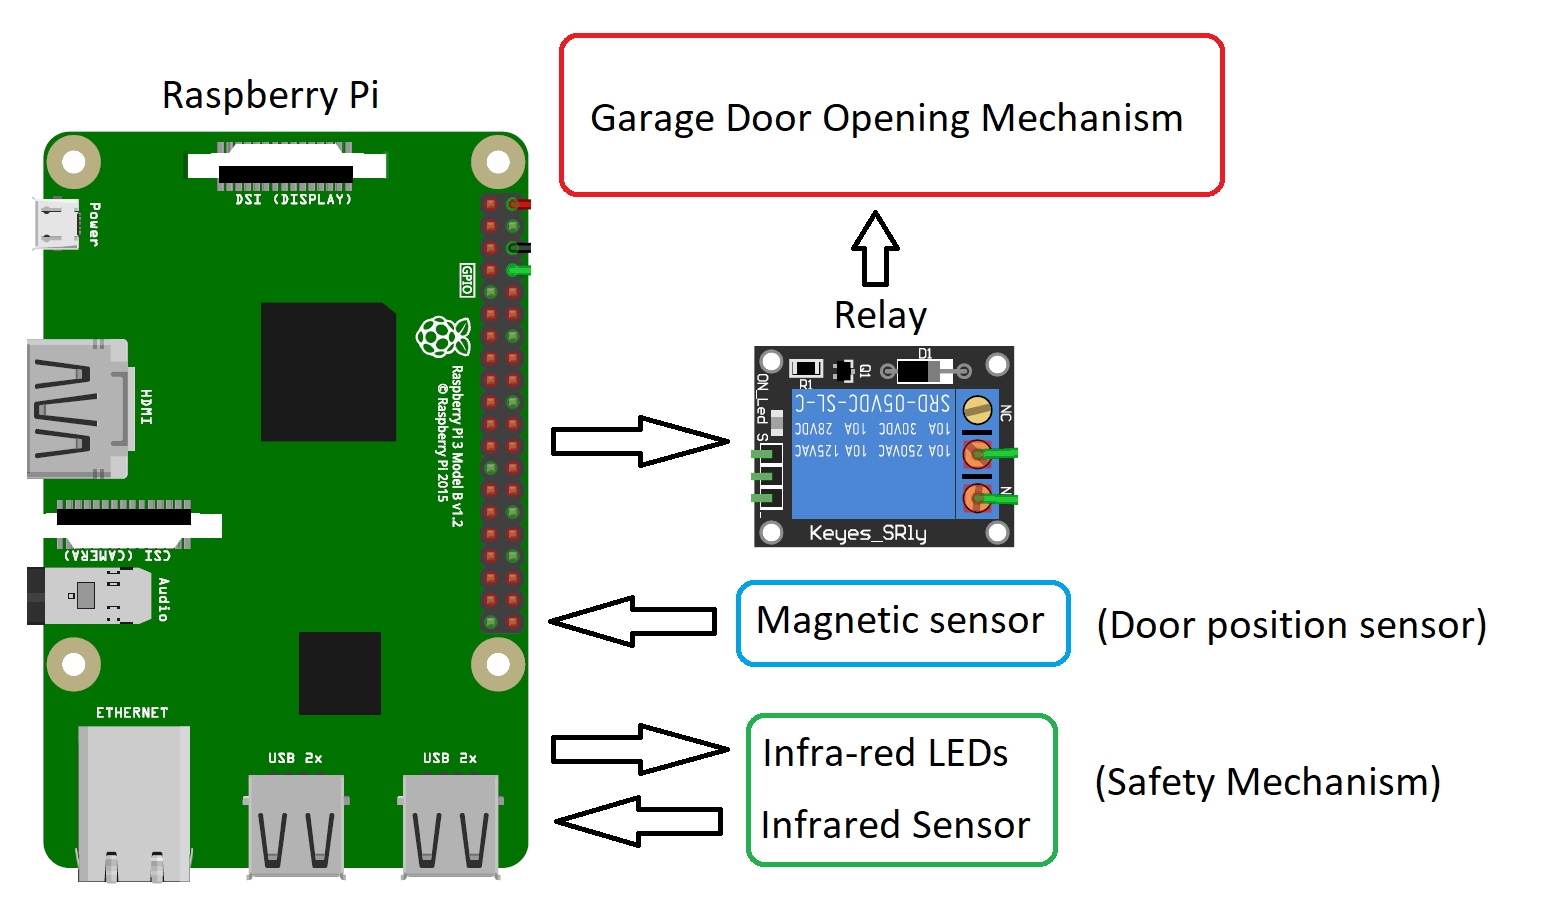 Raspberry Pi
Garage Door Opening Mechanism
DSI (DISPLAY)
Power
GPIO
Relay
HDMI
Raspberry Pi 3 Model B v1.2
© Raspberry Pi 2015
D1
R1
Q1
ON_Led
S
SRD-05VDC-SL-C
10A 30VDC 10A 28VDC
10A 250VAC 10A 125VAC
NC
N
-
Keyes_SRly
CSI (CAMERA)
Audio
Magnetic sensor
(Door position sensor)
ETHERNET
USB 2x
USB 2x
Infra-red LEDs
Infrared Sensor
(Safety Mechanism)